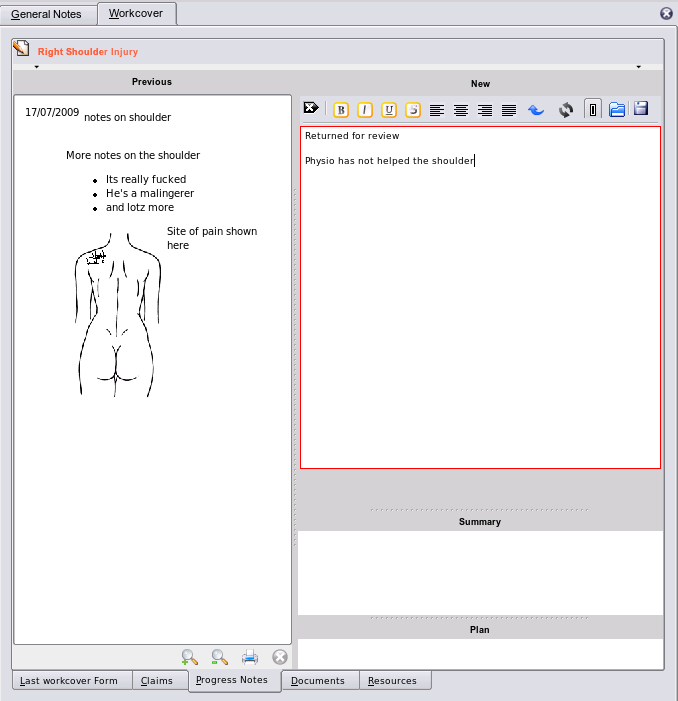 General Notes
Workcover
Right Shoulder Injury
Previous
17/07/2009 notes on shoulder
More notes on the shoulder
Its really fucked
He's a malingerer
and lotz more
Site of pain shown
here
New
B I U S
Returned for review
Physio has not helped the shoulder
Summary
Plan
Last workcover Form
Claims
Progress Notes
Documents
Resources